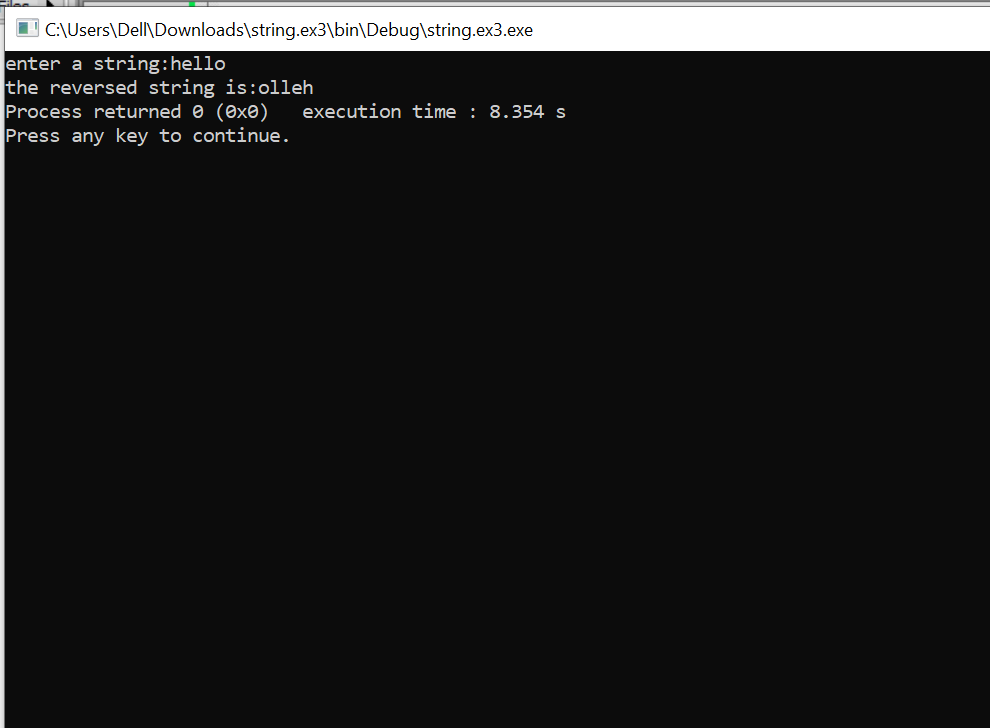 C:\Users\Dell\Downloads\string.ex3\bin\Debug\string.ex3.exe
enter a string:hello
the reversed string is:olleh
Process returned 0 (0x0)   execution time : 8.354 s
Press any key to continue.